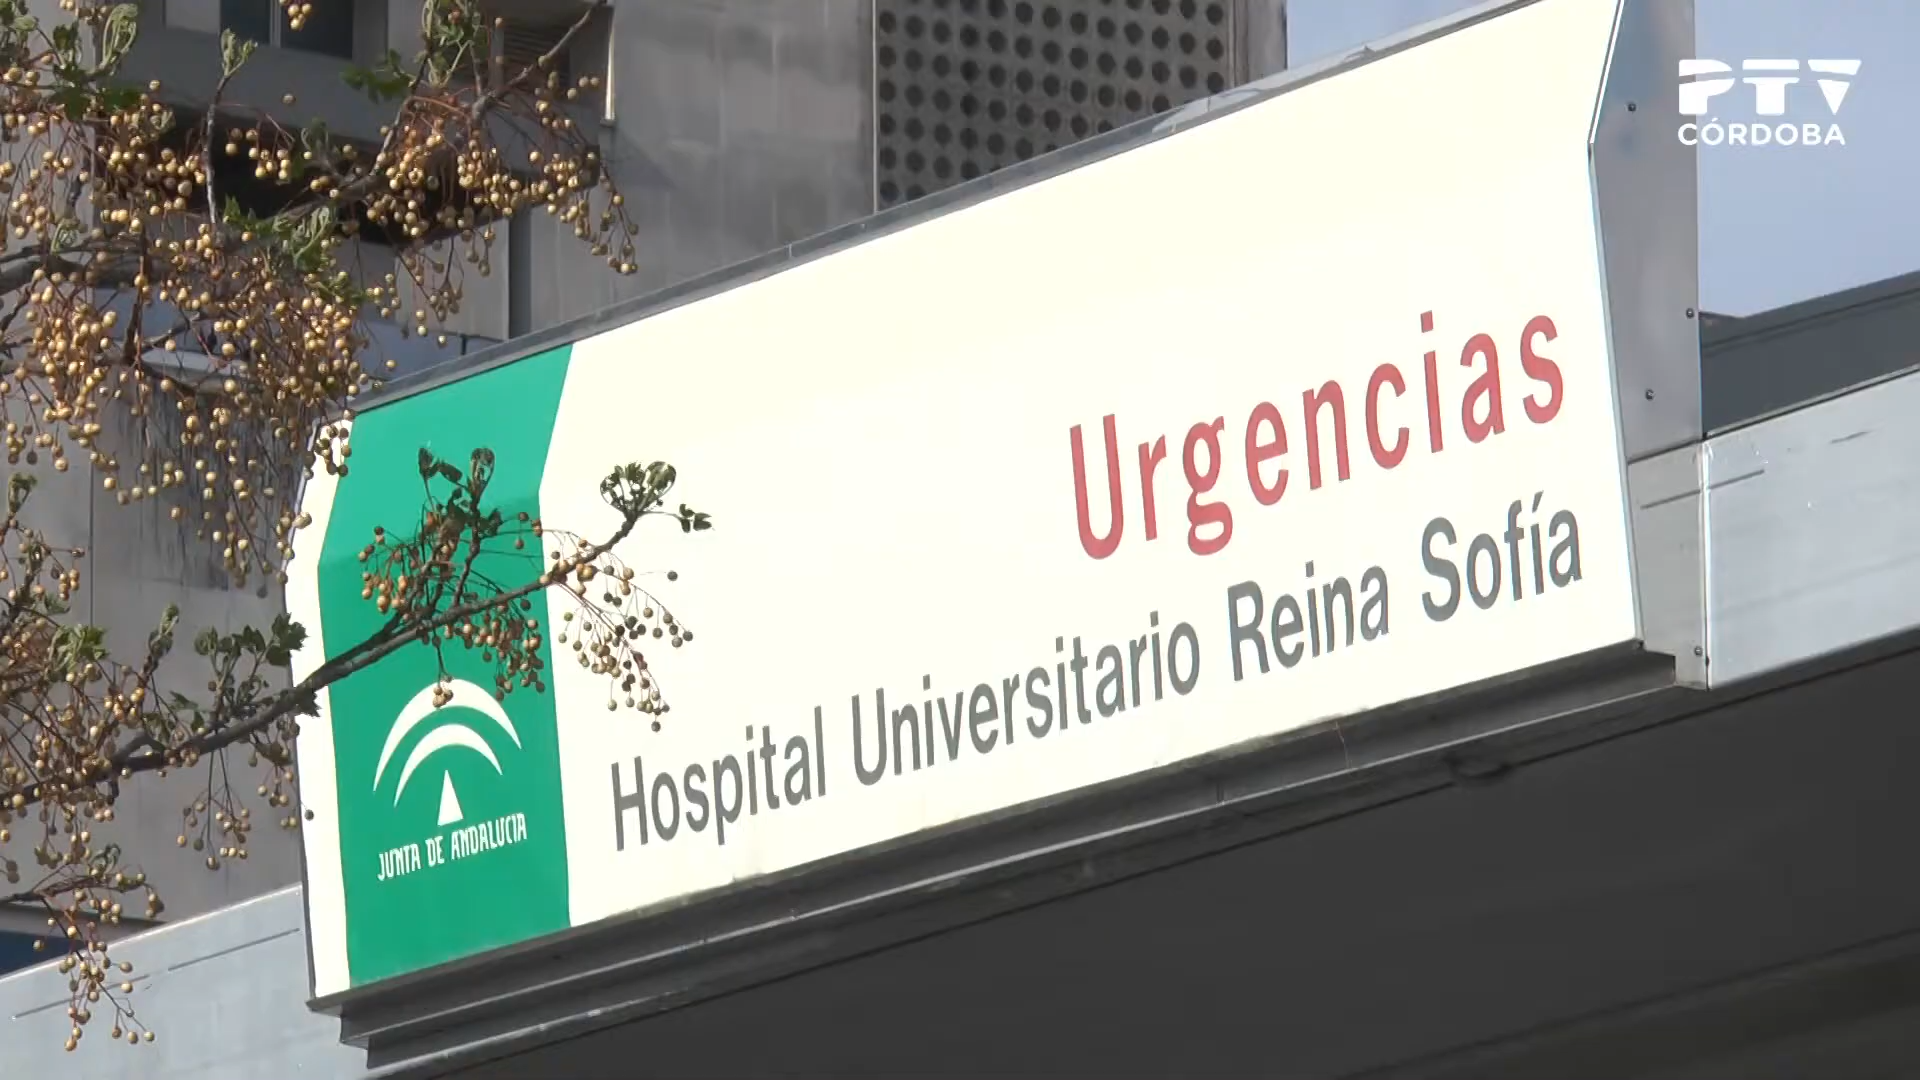 PTV
CÓRDOBA
Urgencias
Hospital Universitario Reina Sofía
JUNTA DE ANDALUCIA